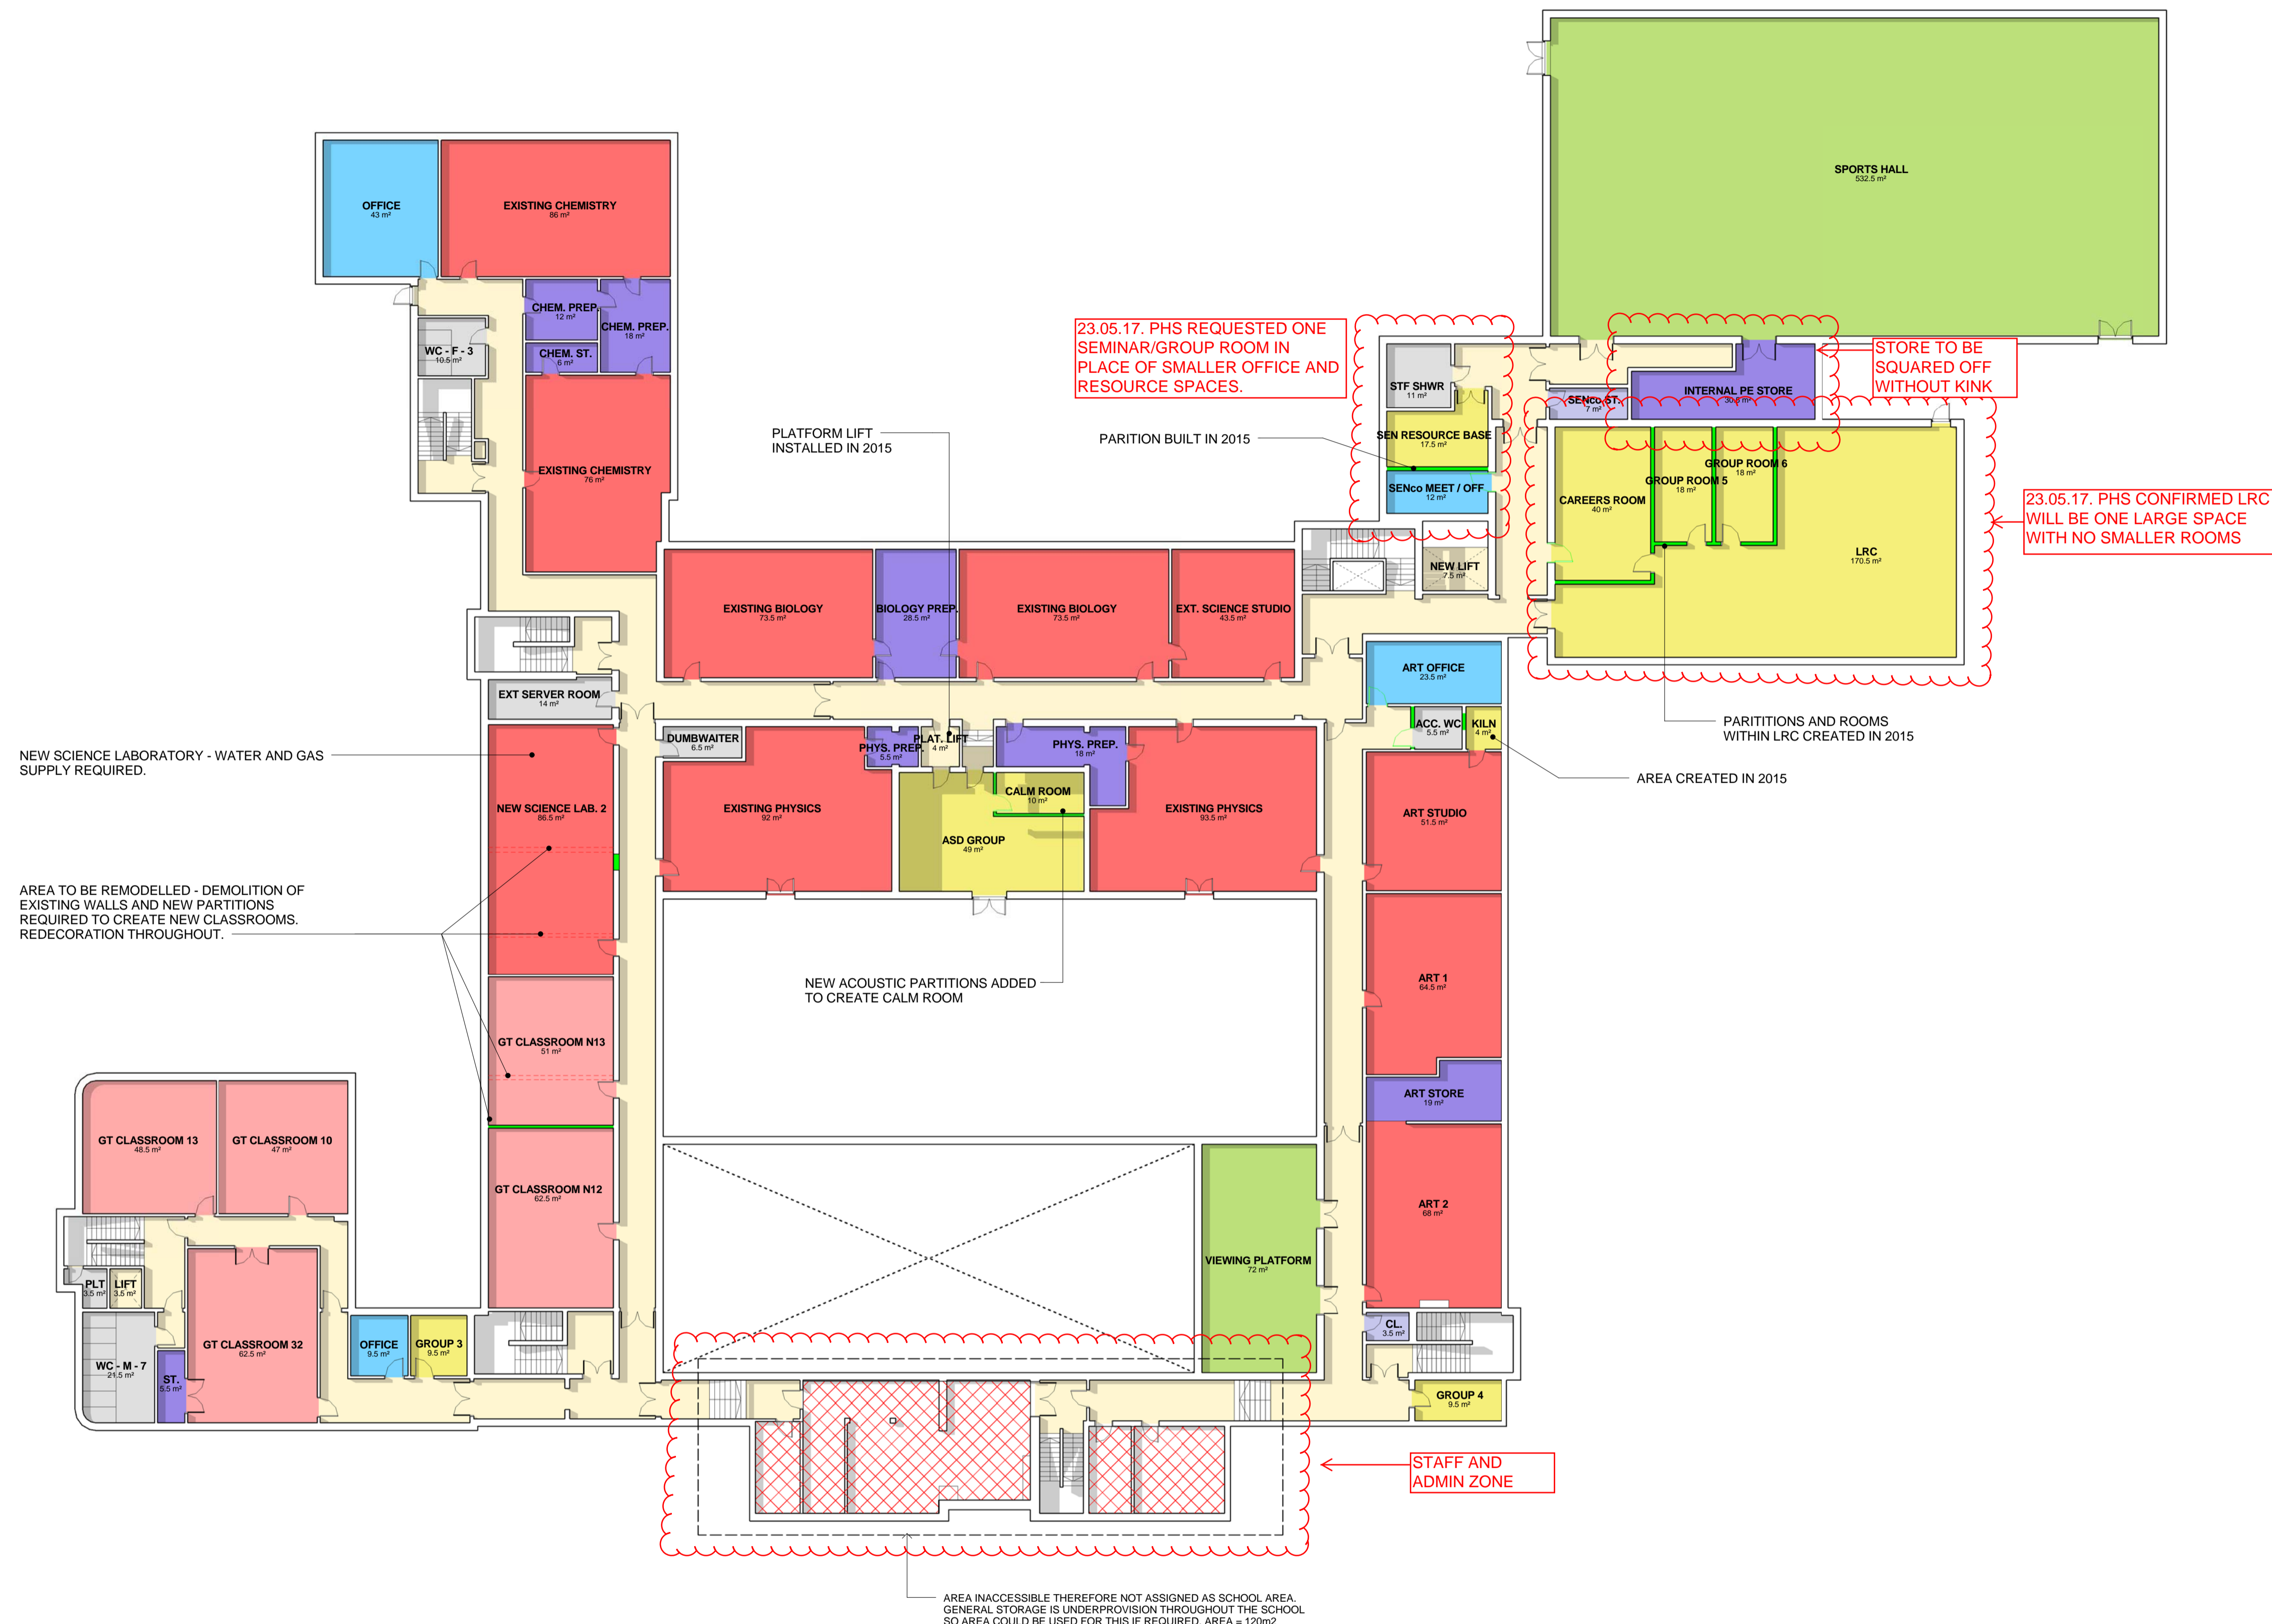 SPORTS HALL
532.5 m²
OFFICE
43 m²
EXISTING CHEMISTRY
86 m²
CHEM. PREP.
12 m²
CHEM. PREP.
18 m²
WC - F - 3
10.5 m²
CHEM. ST.
6 m²
EXISTING CHEMISTRY
76 m²
23.05.17. PHS REQUESTED ONE
SEMINAR/GROUP ROOM IN
PLACE OF SMALLER OFFICE AND
RESOURCE SPACES.
STORE TO BE
SQUARED OFF
WITHOUT KINK
STF SHWR
11 m²
SENco ST.
7 m²
INTERNAL PE STORE
PLATFORM LIFT
INSTALLED IN 2015
PARITION BUILT IN 2015
SEN RESOURCE BASE
17.5 m²
SENco MEET / OFF
12 m²
CAREERS ROOM
40 m²
GROUP ROOM 5
18 m²
GROUP ROOM 6
18 m²
23.05.17. PHS CONFIRMED LRC
WILL BE ONE LARGE SPACE
WITH NO SMALLER ROOMS
LRC
170.5 m²
NEW LIFT
7.5 m²
EXISTING BIOLOGY
73.5 m²
BIOLOGY PREP.
28.5 m²
EXISTING BIOLOGY
73.5 m²
EXT. SCIENCE STUDIO
43.5 m²
ART OFFICE
23.5 m²
EXT SERVER ROOM
14 m²
ACC. WC
5.5 m²
KILN
4 m²
PARITITIONS AND ROOMS
WITHIN LRC CREATED IN 2015
AREA CREATED IN 2015
DUMBWAITER
6.5 m²
PHYS. PREP.
5.5 m²
PLAT. LIFT
4 m²
PHYS. PREP.
18 m²
NEW SCIENCE LABORATORY - WATER AND GAS
SUPPLY REQUIRED.
NEW SCIENCE LAB. 2
86.5 m²
EXISTING PHYSICS
92 m²
CALM ROOM
10 m²
ASD GROUP
49 m²
EXISTING PHYSICS
93.5 m²
ART STUDIO
51.5 m²
AREA TO BE REMODELLED - DEMOLITION OF
EXISTING WALLS AND NEW PARTITIONS
REQUIRED TO CREATE NEW CLASSROOMS.
REDECORATION THROUGHOUT.
NEW ACOUSTIC PARTITIONS ADDED
TO CREATE CALM ROOM
ART 1
64.5 m²
GT CLASSROOM N13
51 m²
ART STORE
19 m²
GT CLASSROOM 13
48.5 m²
GT CLASSROOM 10
47 m²
GT CLASSROOM N12
62.5 m²
ART 2
68 m²
VIEWING PLATFORM
72 m²
PLT
3.5 m²
LIFT
3.5 m²
GT CLASSROOM 32
62.5 m²
OFFICE
9.5 m²
GROUP 3
9.5 m²
CL.
3.5 m²
WC - M - 7
21.5 m²
ST.
5.5 m²
GROUP 4
9.5 m²
STAFF AND
ADMIN ZONE
AREA INACCESSIBLE THEREFORE NOT ASSIGNED AS SCHOOL AREA.
GENERAL STORAGE IS UNDERPROVISION THROUGHOUT THE SCHOOL
SO AREA COULD BE USED FOR THIS IF REQUIRED. AREA = 120m2